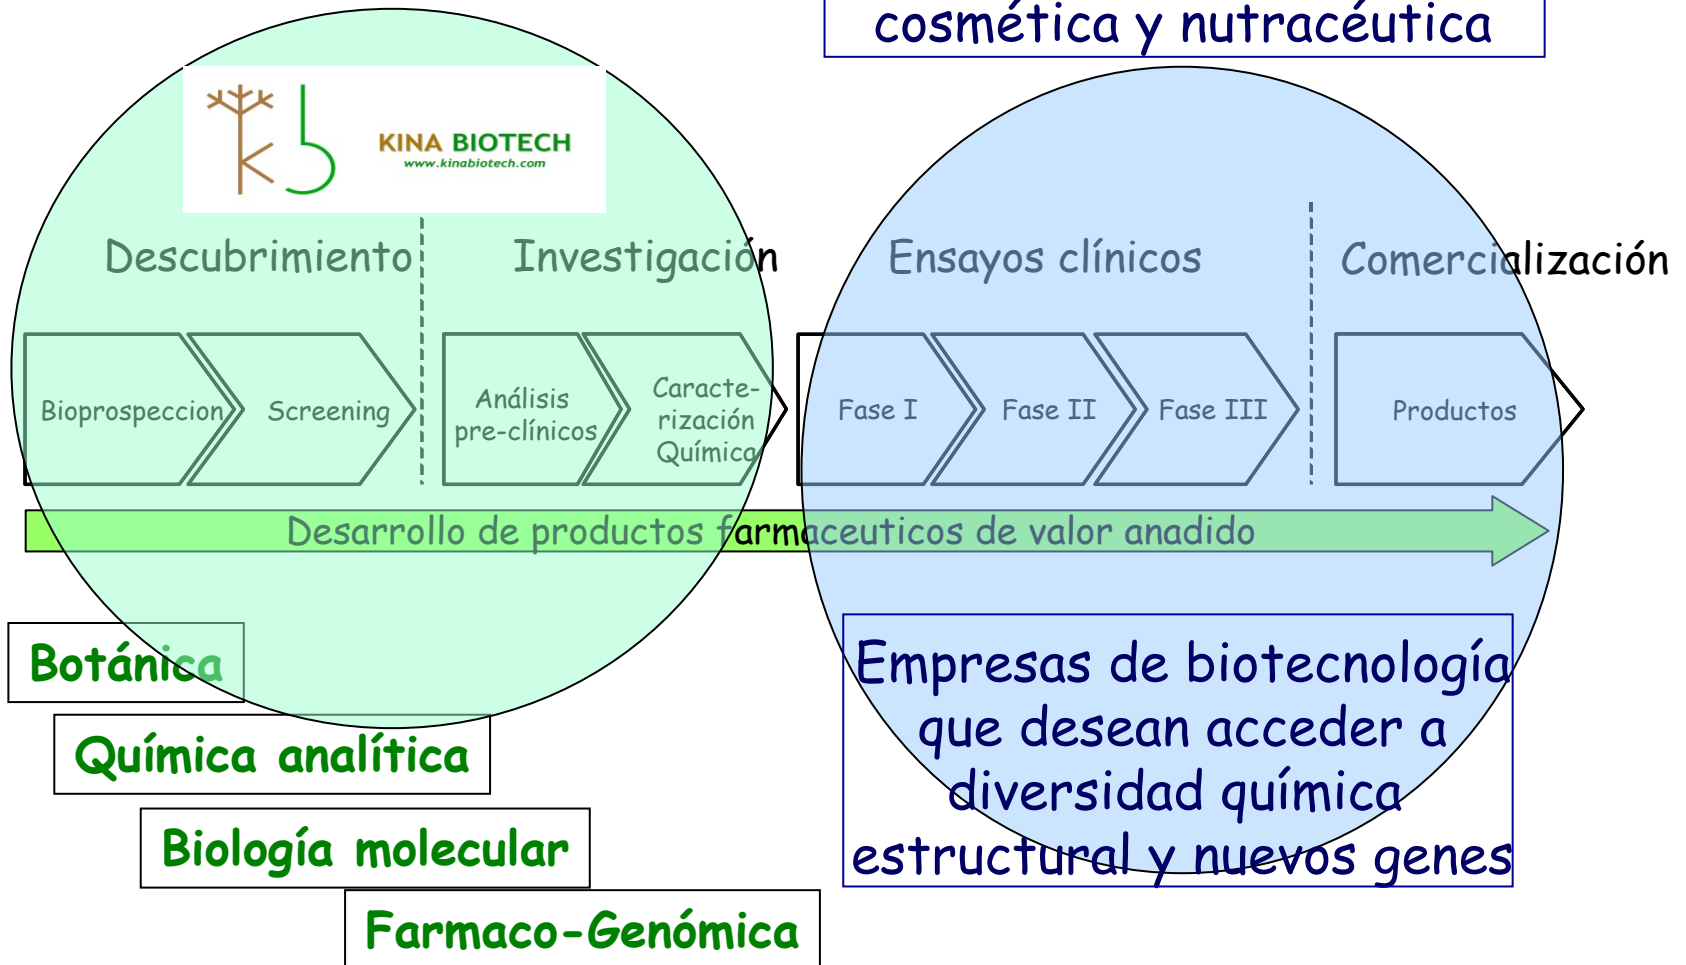 cosmética y nutracéutica
KINA BIOTECH
www.kinabiotech.com
Descubrimiento
Investigación
Ensayos clínicos
Comercialización
Bioprospeccion
Screening
Análisis
pre-clínicos
Caracte-
rización
Química
Fase I
Fase II
Fase III
Productos
Desarrollo de productos farmaceuticos de valor anadido
Botánica
Química analítica
Biología molecular
Farmaco-Genómica
Empresas de biotecnología
que desean acceder a
diversidad química
estructural y nuevos genes